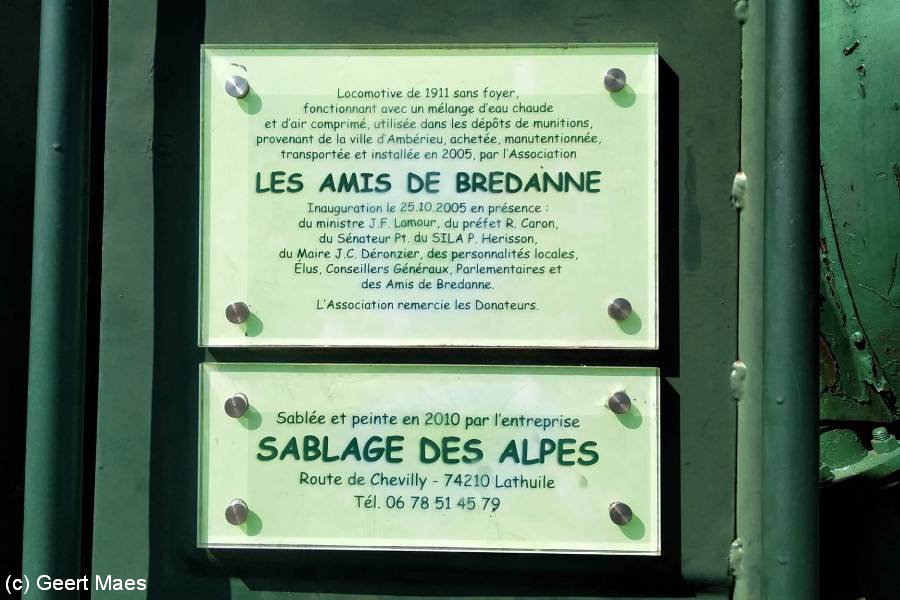 Locomotive de 1911 sans foyer,
fonctionnant avec un mélange d'eau chaude
et d'air comprimé, utilisée dans les dépôts de munitions,
provenant de la ville d'Ambérieu, achetée, manutentionnée,
transportée et installée en 2005, par l'Association
LES AMIS DE BREDANNE
Inauguration le 25.10.2005 en présence :
du ministre J.F. Lamour, du préfet R. Caron,
du Sénateur Pt. du SILA P. Herisson,
du Maire J.C. Déronzier, des personnalités locales,
Élus, Conseillers Généraux, Parlementaires et
des Amis de Bredanne.
L'Association remercie les Donateurs.
Sablée et peinte en 2010 par l'entreprise
SABLAGE DES ALPES
Route de Chevilly - 74210 Lathuile
Tél. 06 78 51 45 79
(c) Geert Maes